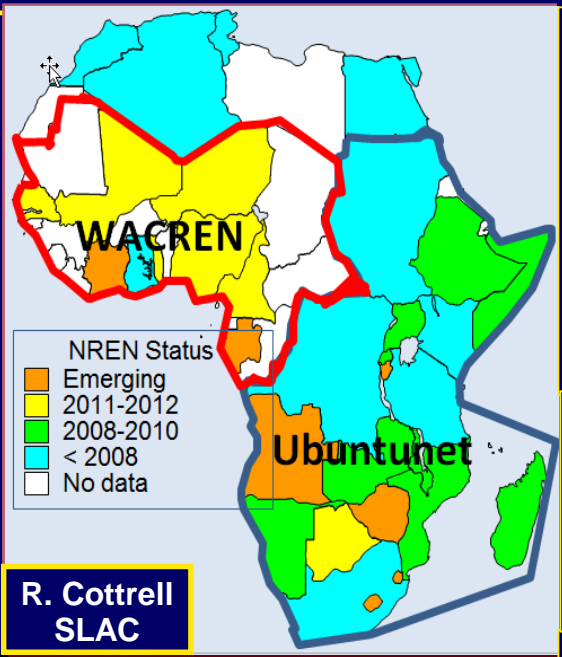 WACREN
NREN Status
Emerging
2011-2012
2008-2010
< 2008
No data
Ubuntunet
R. Cottrell
SLAC